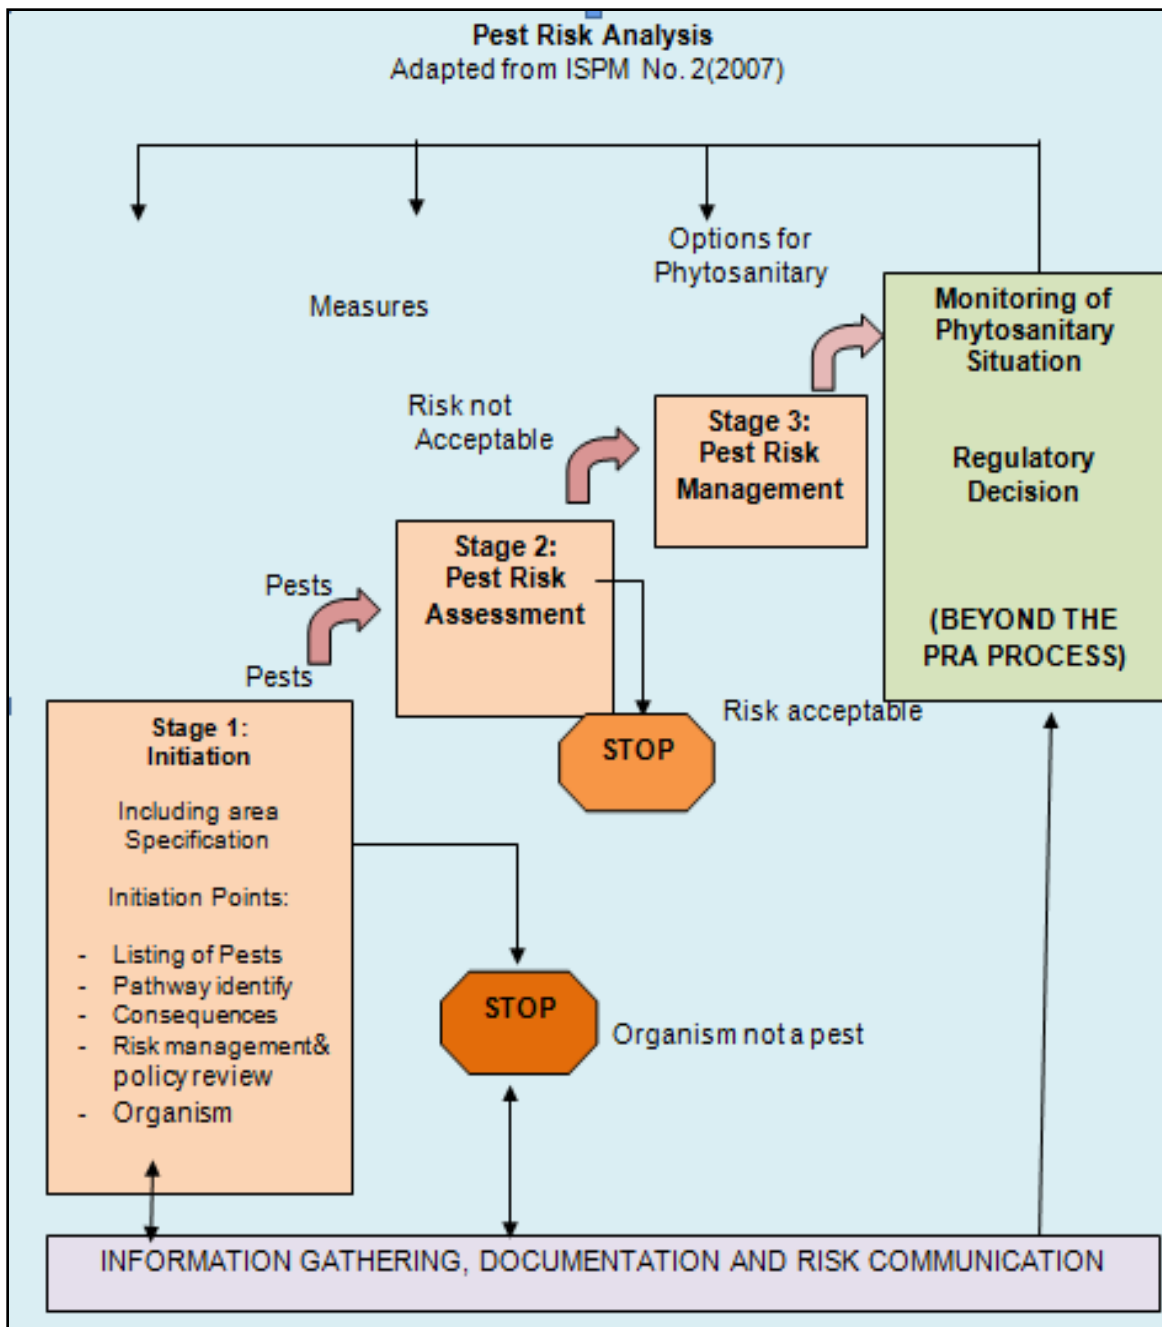 Pest Risk Analysis
Adapted from ISPM No. 2(2007)
Options for
Phytosanitary
Measures
Monitoring of
Phytosanitary
Situation
Regulatory
Decision
(BEYOND THE
PRA PROCESS)
Risk not
Acceptable
Stage 3:
Pest Risk
Management
Stage 2:
Pest Risk
Assessment
Pests
Pests
Risk acceptable
STOP
Stage 1:
Initiation
Including area
Specification
Initiation Points:
- Listing of Pests
- Pathway identify
- Consequences
- Risk management&
policy review
- Organism
STOP
Organism not a pest
INFORMATION GATHERING, DOCUMENTATION AND RISK COMMUNICATION